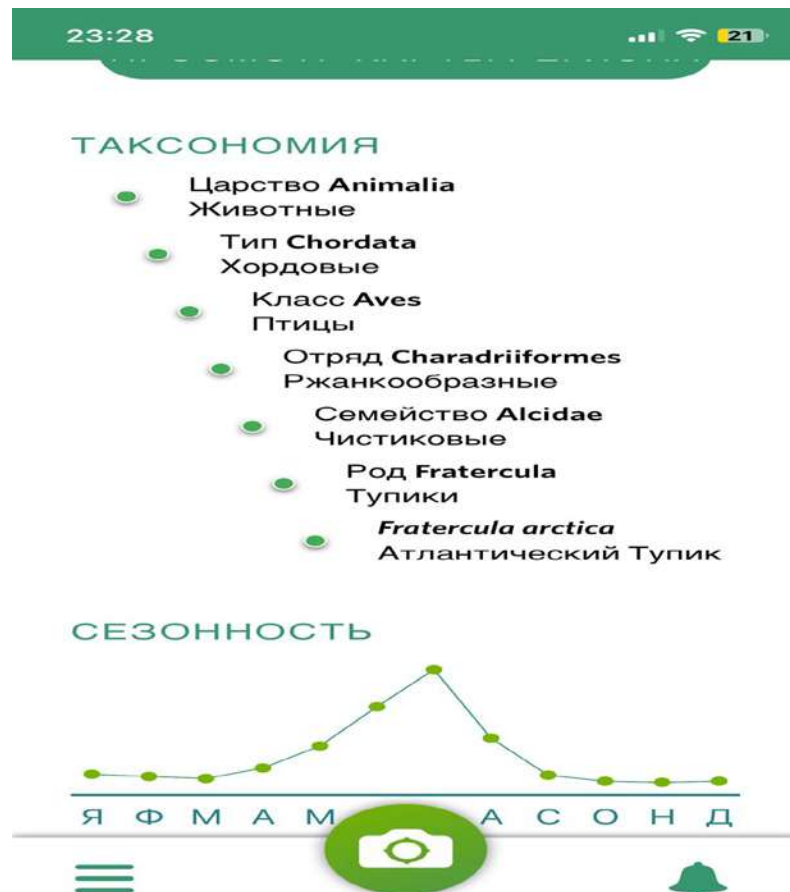 23:28
21
ТАКСОНОМИЯ
Царство Animalia
Животные
Тип Chordata
Хордовые
Класс Aves
Птицы
Отряд Charadriiformes
Ржанкообразные
Семейство Alcidae
Чистиковые
Род Fratercula
Тупики
Fratercula arctica
Атлантический Тупик
СЕЗОННОСТЬ
Я Ф М А М А С О Н Д